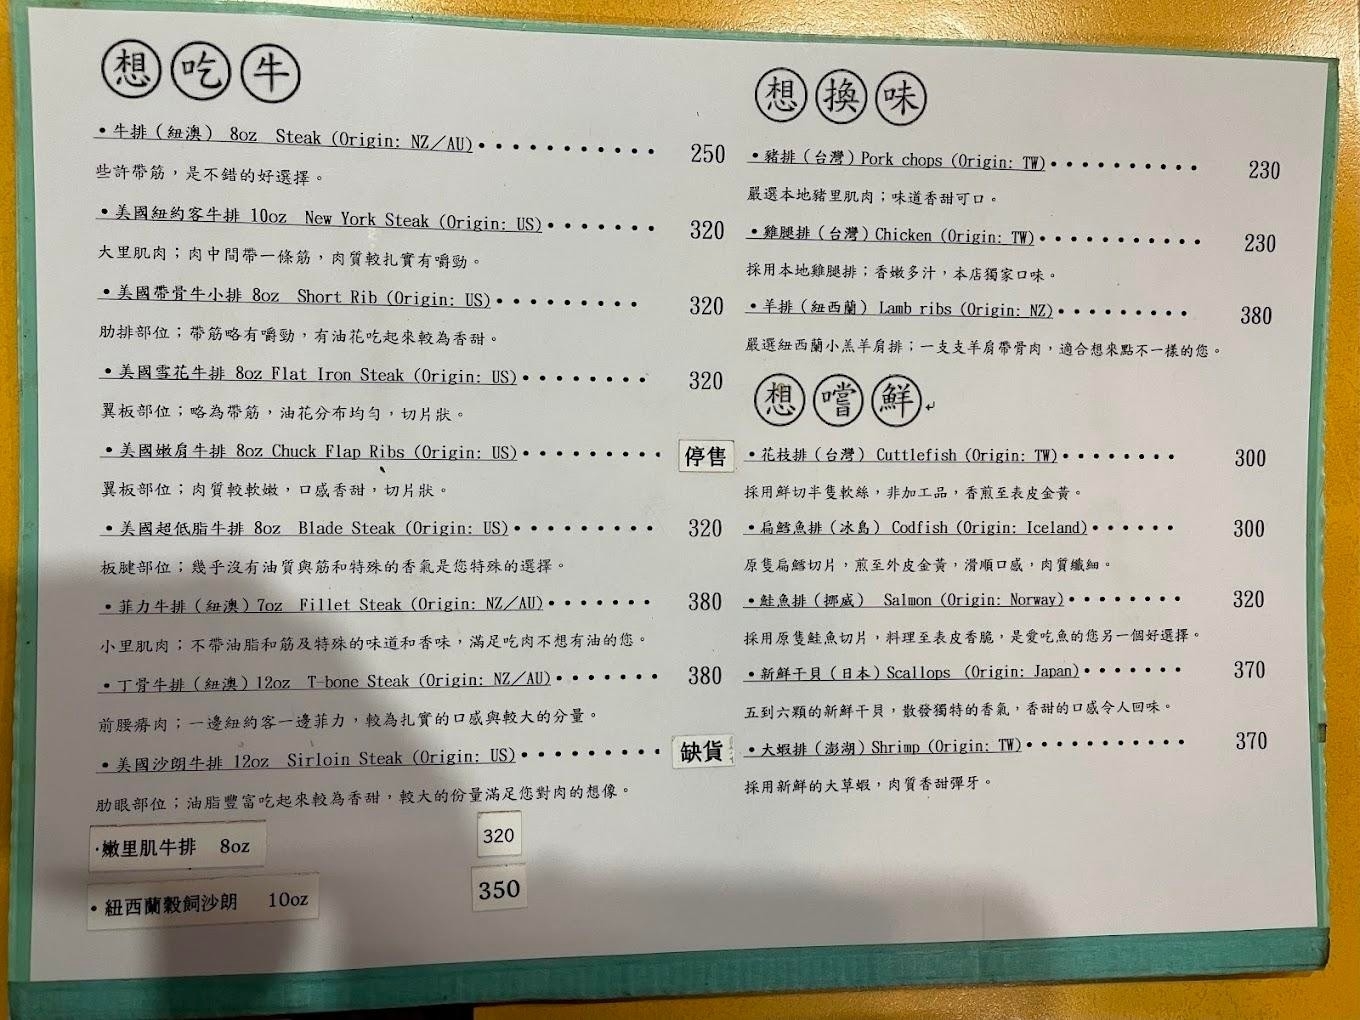 想吃牛
•牛排（紐澳） 8oz Steak (Origin: NZ／AU)・・・・・・・・・・・ 250
些許帶筋，是不錯的好選擇。
•美國紐約客牛排 10oz New York Steak (Origin: US)・・・・・・・ 320
大里肌肉；肉中間帶一條筋，肉質較扎實有嚼勁。
•美國帶骨牛小排 8oz Short Rib (Origin: US)・・・・・・・・・ 320
肋排部位；帶筋略有嚼勁，有油花吃起來較為香甜。
•美國雪花牛排 8oz Flat Iron Steak (Origin: US)・・・・・・・・ 320
翼板部位；略為帶筋，油花分布均勻，切片狀。
•美國嫩肩牛排 8oz Chuck Flap Ribs (Origin: US)・・・・・・・・・ 停售
翼板部位；肉質較軟嫩，口感香甜，切片狀。
•美國超低脂牛排 8oz Blade Steak (Origin: US)・・・・・・・・・ 320
板腱部位；幾乎沒有油質與筋和特殊的香氣是您特殊的選擇。
•菲力牛排（紐澳）7oz Fillet Steak (Origin: NZ／AU)・・・・・・・ 380
小里肌肉；不帶油脂和筋及特殊的味道和香味，滿足吃肉不想有油的您。
•丁骨牛排（紐澳）12oz T-bone Steak (Origin: NZ／AU)・・・・・・・ 380
前腰瘠肉；一邊紐約客一邊菲力，較為扎實的口感與較大的分量。
•美國沙朗牛排 12oz Sirloin Steak (Origin: US)・・・・・・・・・ 缺貨
肋眼部位；油脂豐富吃起來較為香甜，較大的份量滿足您對肉的想像。
·嫩里肌牛排 8oz 320
•紐西蘭穀飼沙朗 10oz 350
想換味
•豬排（台灣）Pork chops (Origin: TW)・・・・・・・・・・ 230
嚴選本地豬里肌肉；味道香甜可口。
•雞腿排（台灣）Chicken (Origin: TW)・・・・・・・・・・・ 230
採用本地雞腿排；香嫩多汁，本店獨家口味。
•羊排（紐西蘭） Lamb ribs (Origin: NZ)・・・・・・・・・ 380
嚴選紐西蘭小羔羊肩排；一支支羊肩帶骨肉，適合想來點不一樣的您。
想嚐鮮↵
•花枝排（台灣） Cuttlefish (Origin: TW)・・・・・・・・ 300
採用鮮切半隻軟絲，非加工品，香煎至表皮金黃。
•扁鱈魚排（冰島） Codfish (Origin: Iceland)・・・・・・ 300
原隻扁鱈切片，煎至外皮金黃，滑順口感，肉質纖細。
•鮭魚排（挪威） Salmon (Origin: Norway)・・・・・・・・ 320
採用原隻鮭魚切片，料理至表皮香脆，是愛吃魚的您另一個好選擇。
•新鮮干貝（日本）Scallops (Origin: Japan)・・・・・・・ 370
五到六顆的新鮮干貝，散發獨特的香氣，香甜的口感令人回味。
•大蝦排（澎湖）Shrimp (Origin: TW)・・・・・・・・・・・ 370
採用新鮮的大草蝦，肉質香甜彈牙。